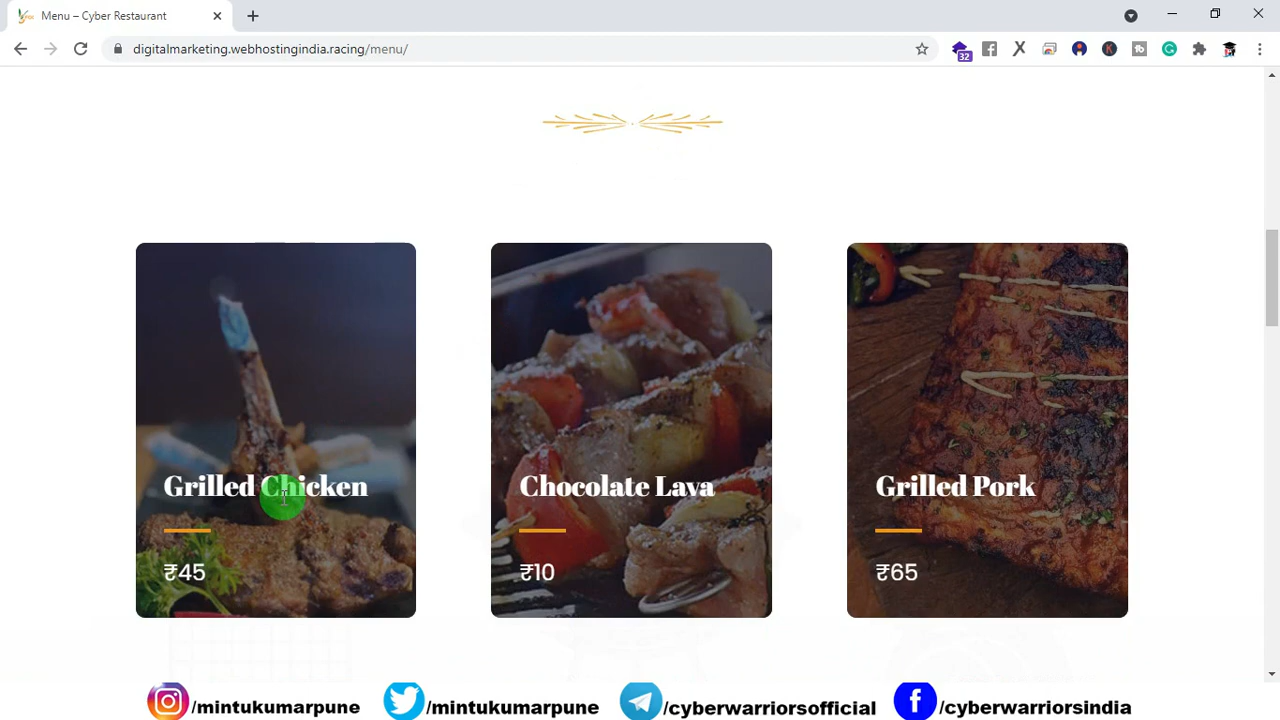 Menu – Cyber Restaurant
digitalmarketing.webhostingindia.racing/menu/
32
Grilled Chicken
₹45
Chocolate Lava
₹10
Grilled Pork
₹65
/mintukumarpune
/mintukumarpune
/cyberwarriorsofficial
/cyberwarriorsindia